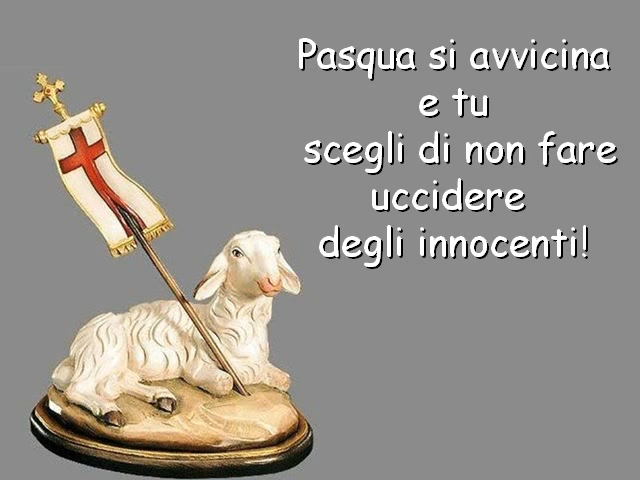 Pasqua si avvicina
e tu
scegli di non fare
uccidere
degli innocenti!